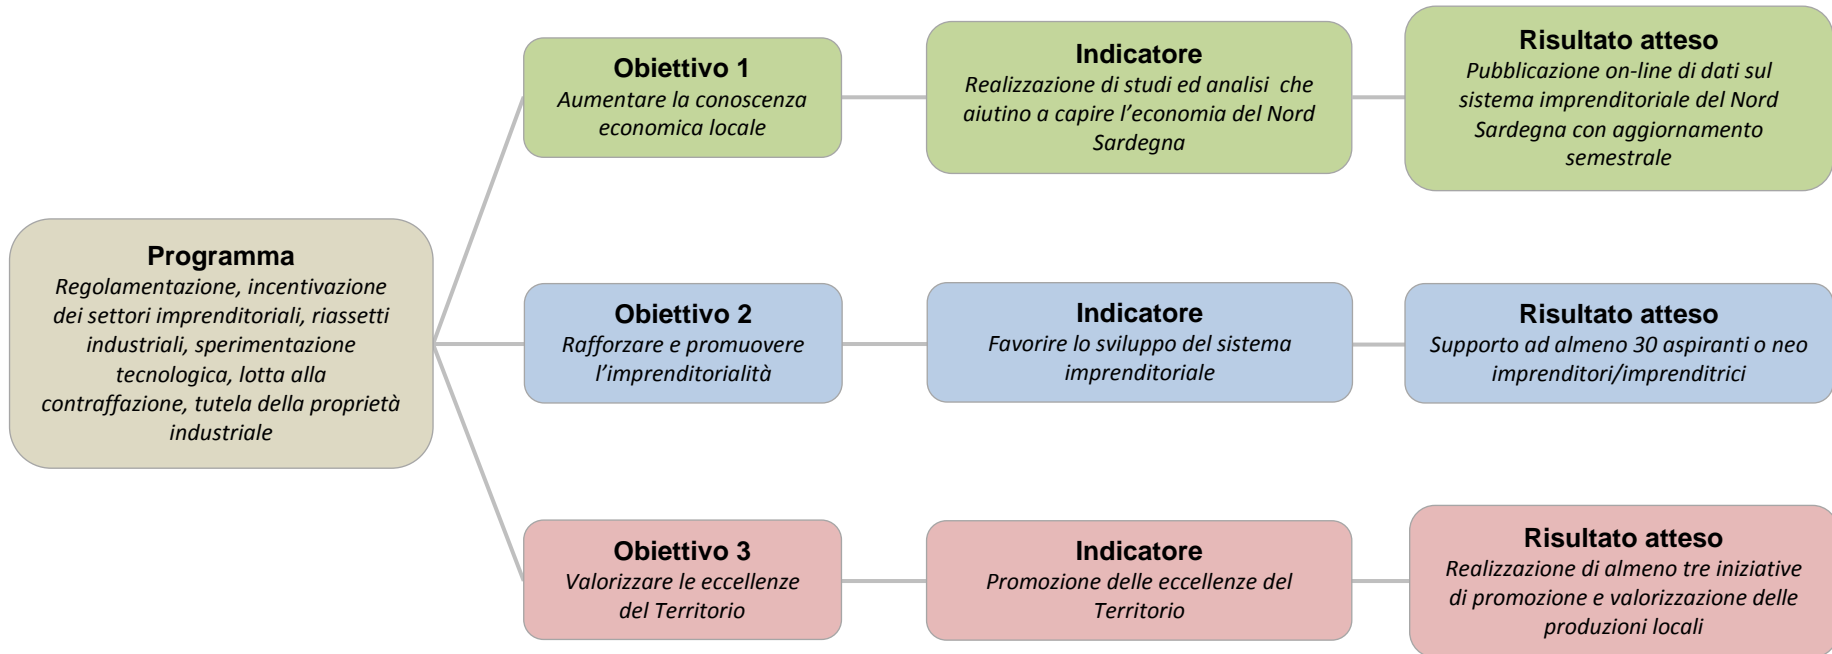 Programma
Regolamentazione, incentivazione
dei settori imprenditoriali, riassetti
industriali, sperimentazione
tecnologica, lotta alla
contraffazione, tutela della proprietà
industriale
Obiettivo 1
Aumentare la conoscenza
economica locale
Indicatore
Realizzazione di studi ed analisi che
aiutino a capire l’economia del Nord
Sardegna
Risultato atteso
Pubblicazione on-line di dati sul
sistema imprenditoriale del Nord
Sardegna con aggiornamento
semestrale
Obiettivo 2
Rafforzare e promuovere
l’imprenditorialità
Indicatore
Favorire lo sviluppo del sistema
imprenditoriale
Risultato atteso
Supporto ad almeno 30 aspiranti o neo
imprenditori/imprenditrici
Obiettivo 3
Valorizzare le eccellenze
del Territorio
Indicatore
Promozione delle eccellenze del
Territorio
Risultato atteso
Realizzazione di almeno tre iniziative
di promozione e valorizzazione delle
produzioni locali